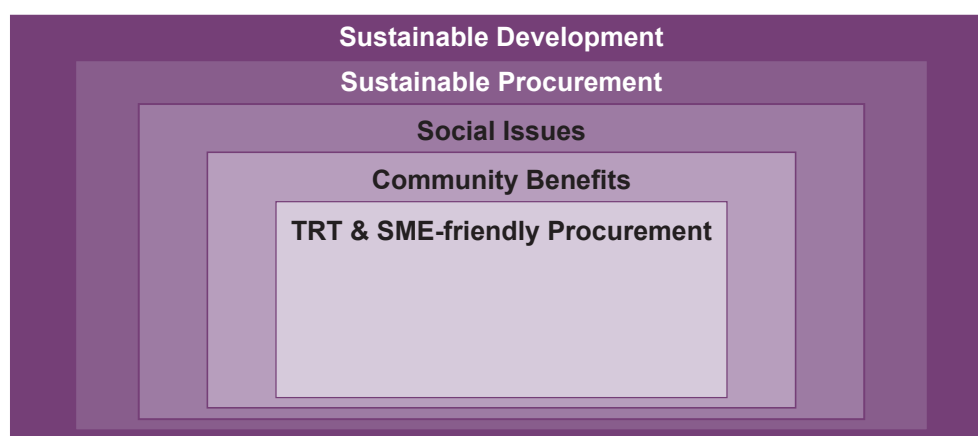 Sustainable Development
Sustainable Procurement
Social Issues
Community Benefits
TRT & SME-friendly Procurement